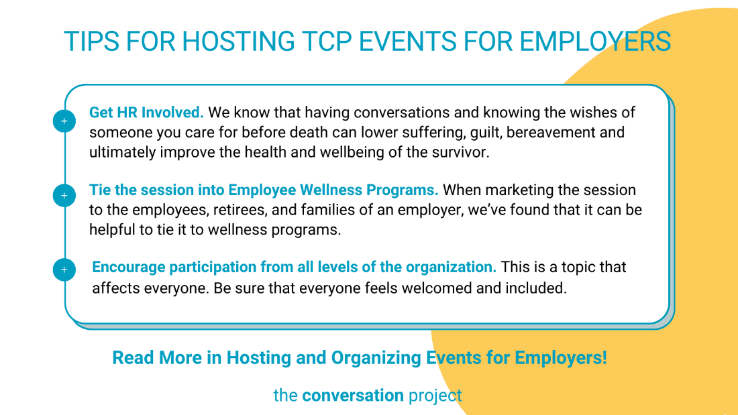 TIPS FOR HOSTING TCP EVENTS FOR EMPLOYERS
Get HR Involved. We know that having conversations and knowing the wishes of
someone you care for before death can lower suffering, guilt, bereavement and
ultimately improve the health and wellbeing of the survivor.
Tie the session into Employee Wellness Programs. When marketing the session
to the employees, retirees, and families of an employer, we've found that it can be
helpful to tie it to wellness programs.
Encourage participation from all levels of the organization. This is a topic that
affects everyone. Be sure that everyone feels welcomed and included.
Read More in Hosting and Organizing Events for Employers!
the conversation project